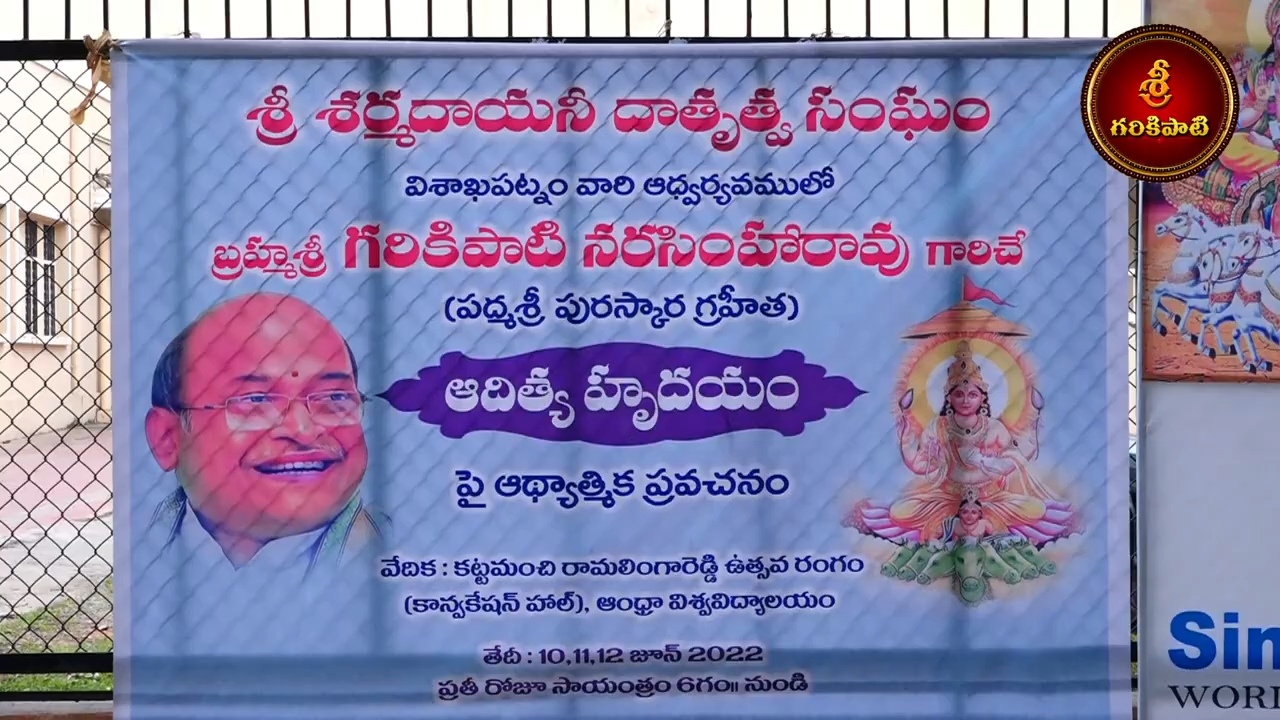 శ్రీ శర్మదాయనీ దాతృత్వ సంఘం
విశాఖపట్నం వారి ఆధ్వర్యవములో
బ్రహ్మశ్రీ గరికిపాటి నరసింహారావు గారిచే
(పద్మశ్రీ పురస్కార గ్రహీత)
ఆదిత్య హృదయం
పై ఆథ్యాత్మిక ప్రవచనం
వేదిక : కట్టమంచి రామలింగారెడ్డి ఉత్సవ రంగం
(కాన్వకేషన్ హాల్), ఆంధ్రా విశ్వవిద్యాలయం
తేదీ : 10,11,12 జూన్ 2022
ప్రతీ రోజూ సాయంత్రం 6గం॥ నుండి
శ్రీ
గరికిపాటి
Sin
WORL